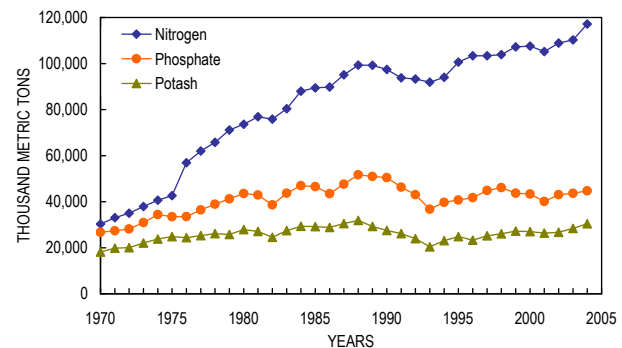 120,000
100,000
80,000
60,000
40,000
20,000
0
THOUSAND METRIC TONS
Nitrogen
Phosphate
Potash
1970 1975 1980 1985 1990 1995 2000 2005
YEARS